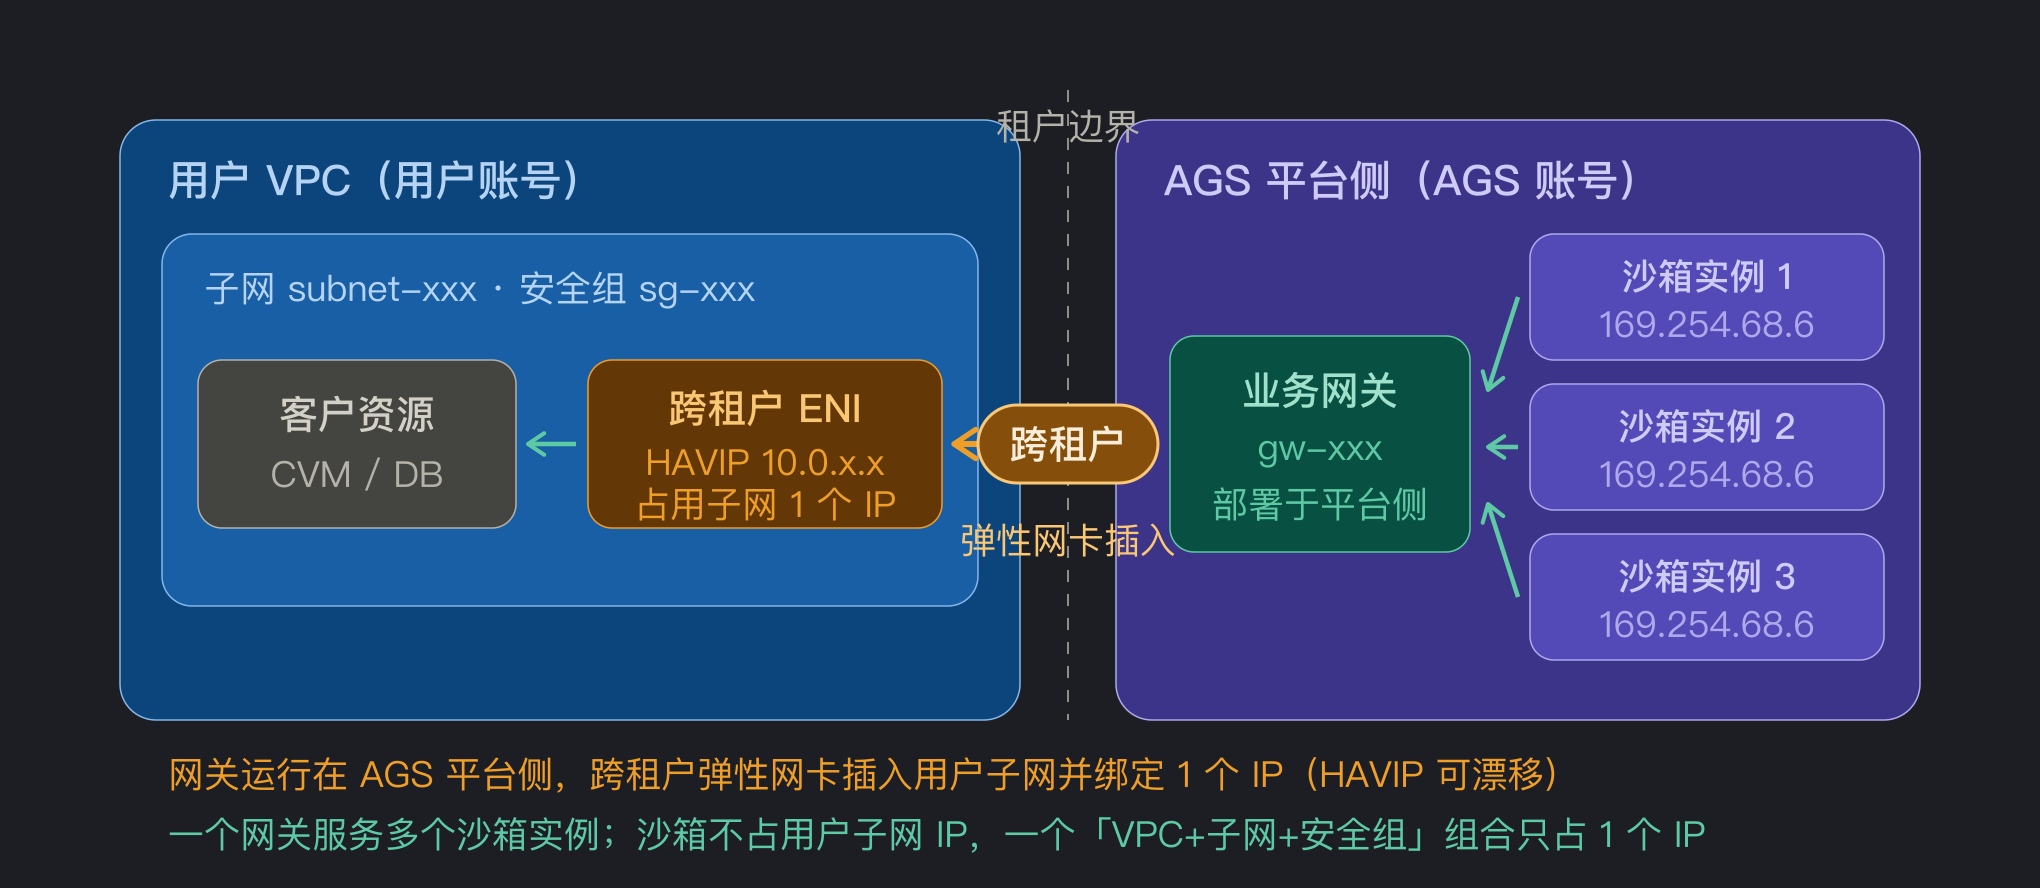 租户边界
用户 VPC（用户账号）
子网 subnet-xxx · 安全组 sg-xxx
客户资源
CVM / DB
跨租户 ENI
HAVIP 10.0.x.x
占用子网 1 个 IP
跨租户
弹性网卡插入
AGS 平台侧（AGS 账号）
业务网关
gw-xxx
部署于平台侧
沙箱实例 1
169.254.68.6
沙箱实例 2
169.254.68.6
沙箱实例 3
169.254.68.6
网关运行在 AGS 平台侧，跨租户弹性网卡插入用户子网并绑定 1 个 IP（HAVIP 可漂移）
一个网关服务多个沙箱实例；沙箱不占用户子网 IP，一个「VPC+子网+安全组」组合只占 1 个 IP